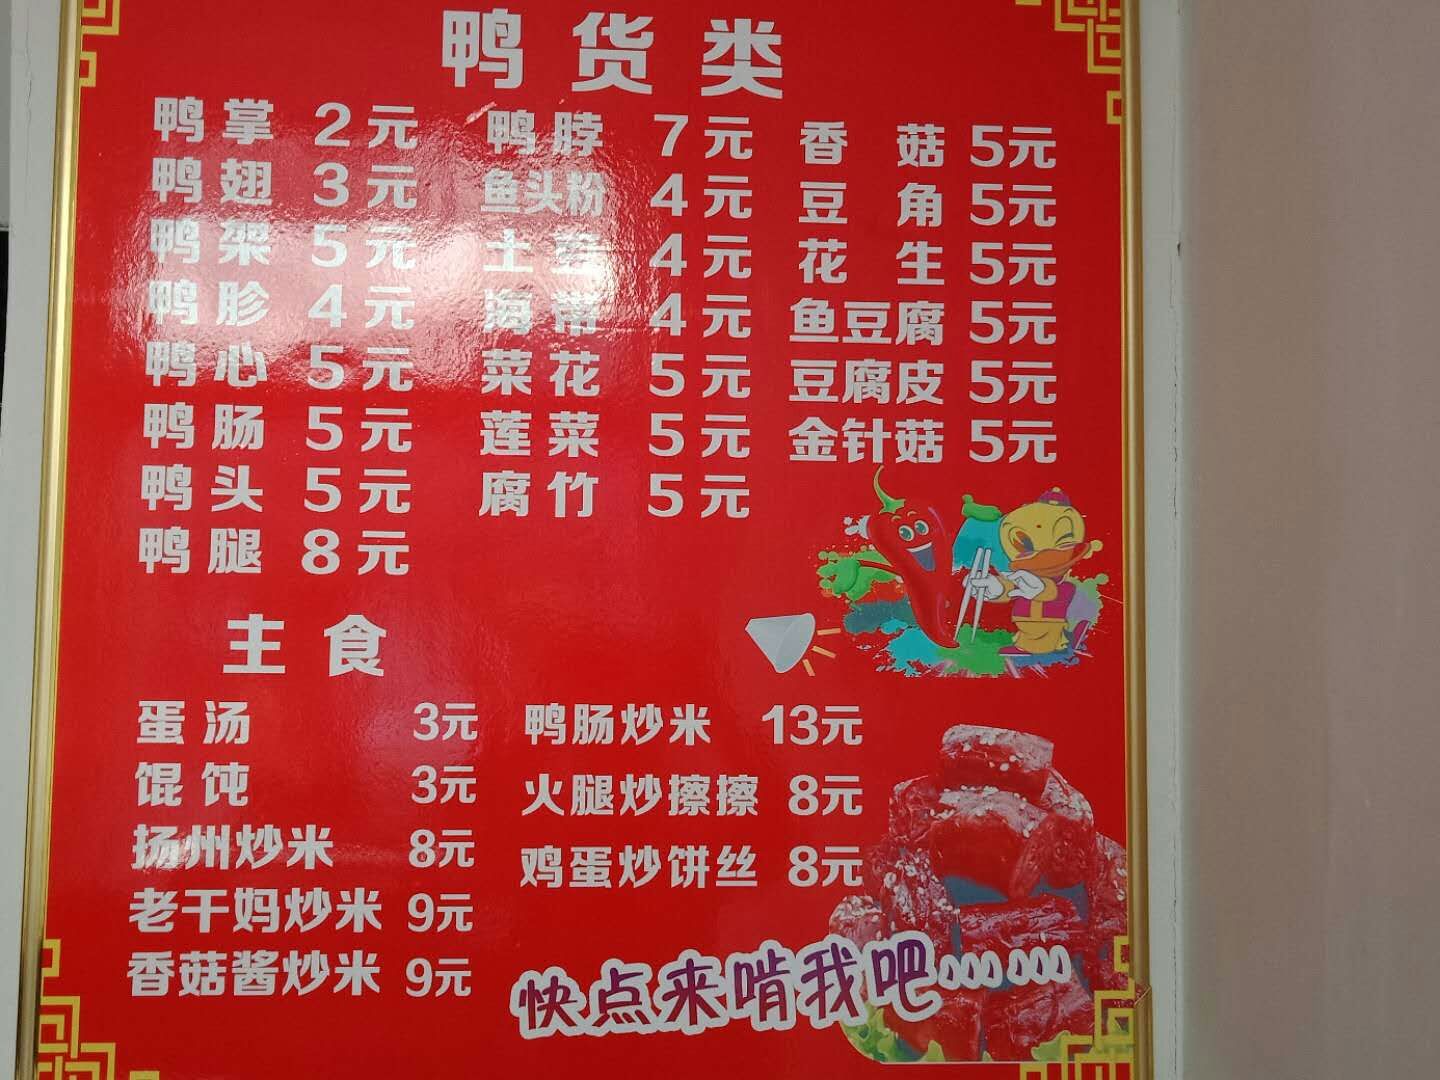 鸭货类
鸭掌 2元 鸭脖 7元 香菇 5元
鸭翅 3元 鱼头粉 4元 豆角 5元
鸭架 5元 土豆 4元 花生 5元
鸭胗 4元 海带 4元 鱼豆腐 5元
鸭心 5元 菜花 5元 豆腐皮 5元
鸭肠 5元 莲菜 5元 金针菇 5元
鸭头 5元 腐竹 5元
鸭腿 8元
主食
蛋汤 3元 鸭肠炒米 13元
馄饨 3元 火腿炒擦擦 8元
扬州炒米 8元 鸡蛋炒饼丝 8元
老干妈炒米 9元
香菇酱炒米 9元
快点来啃我吧……